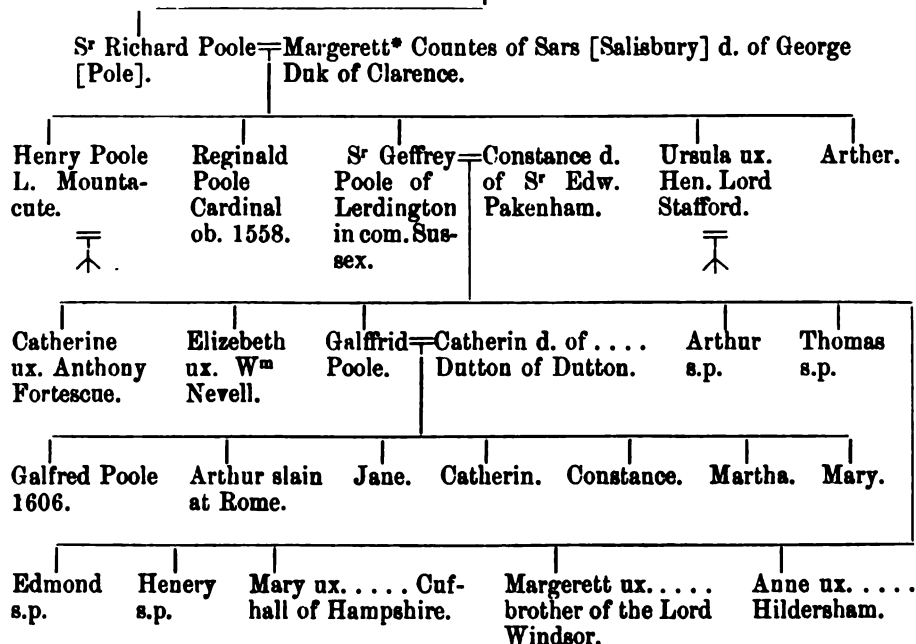 Sʳ Richard Poole Margerett* Countes of Sars [Salisbury] d. of George
[Pole]. Duk of Clarence.
Henry Poole Reginald Sʳ Geffrey Constance d. Ursula ux. Arther.
L. Mounta- Poole Poole of of Sʳ Edw. Hen. Lord
cute. Cardinal Lerdington Pakenham. Stafford.
ob. 1558. in com. Sus-
sex.
Catherine Elizebeth Galffrid Catherin d. of .... Arthur Thomas
ux. Anthony ux. Wᵐ Poole. Dutton of Dutton. s.p. s.p.
Fortescue. Nevell.
Galfred Poole Arthur slain Jane. Catherin. Constance. Martha. Mary.
1606. at Rome.
Edmond Henery Mary ux..... Cuf- Margerett ux..... Anne ux.....
s.p. s.p. hall of Hampshire. brother of the Lord Hildersham.
Windsor.